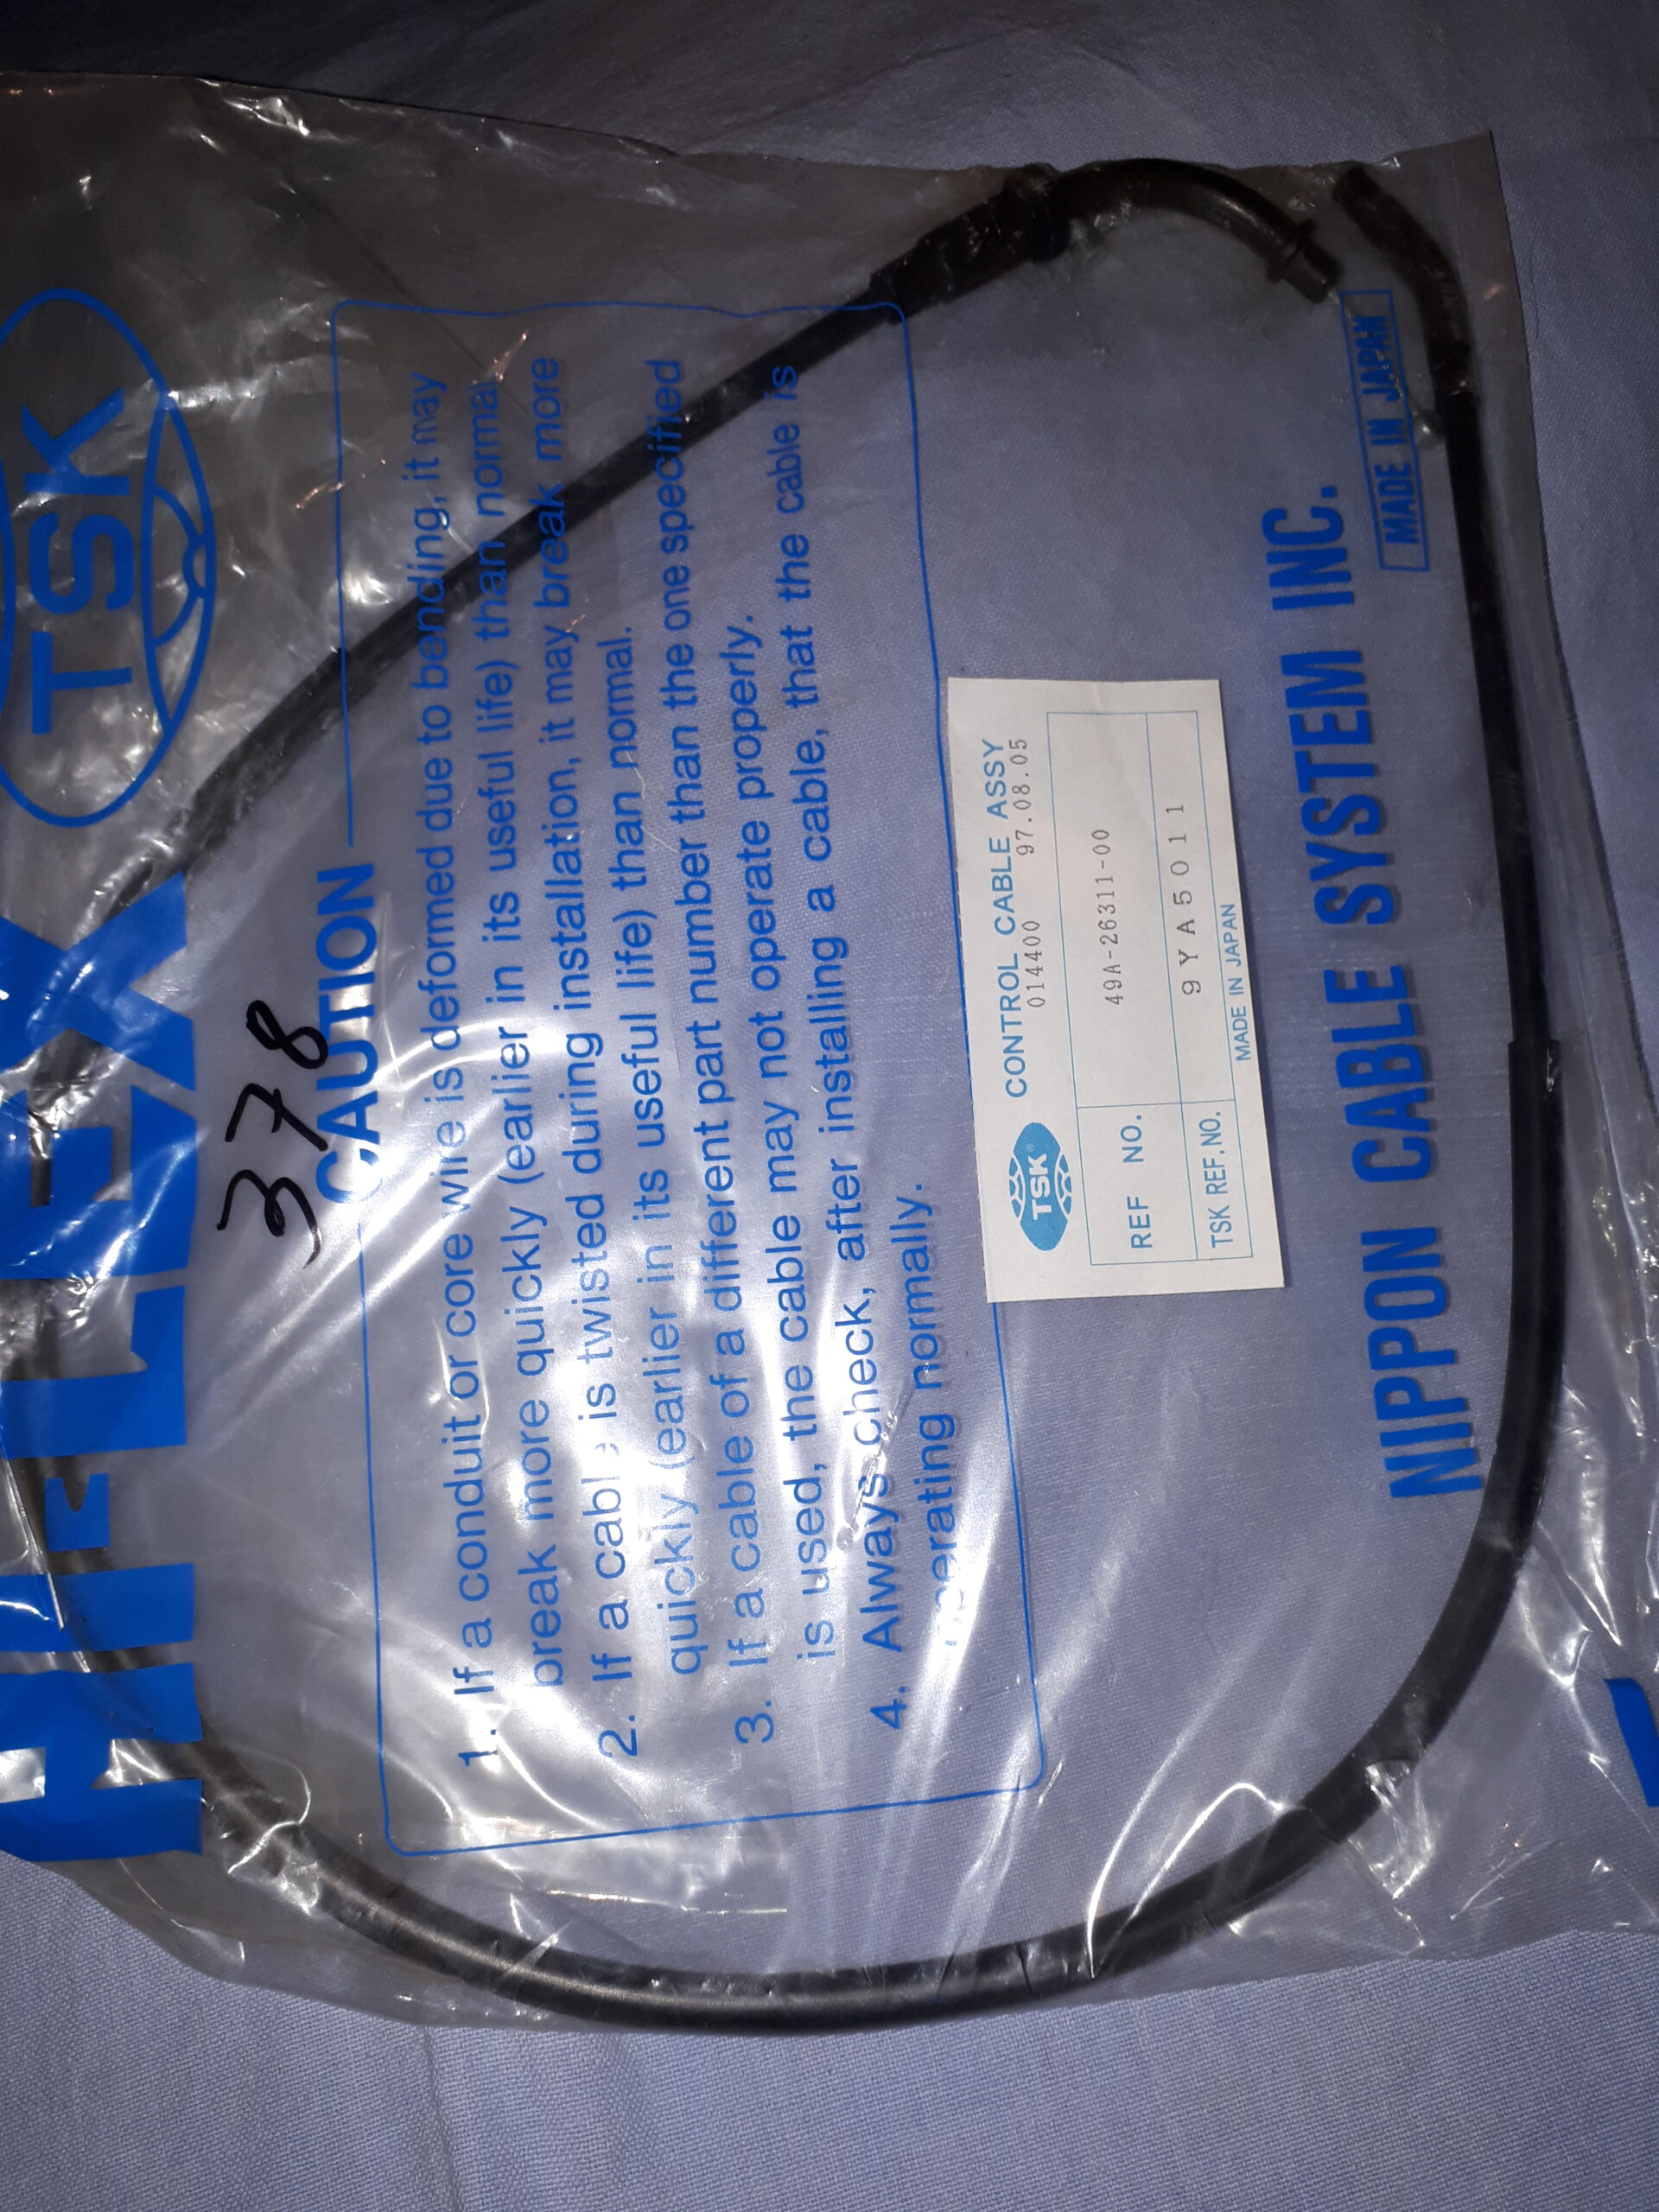 HI-LEX
TSK
378
CAUTION
1. If a conduit or core wire is deformed due to bending, it may
break more quickly (earlier in its useful life) than normal
2. If a cable is twisted during installation, it may break more
quickly (earlier in its useful life) than normal.
3. If a cable of a different part number than the one specified
is used, the cable may not operate properly.
4. Always check, after installing a cable, that the cable is
operating normally.
TSK CONTROL CABLE ASSY
014400 97.08.05
REF NO. 49A-26311-00
TSK REF.NO. 9YA5011
MADE IN JAPAN
NIPPON CABLE SYSTEM INC.
MADE IN JAPAN